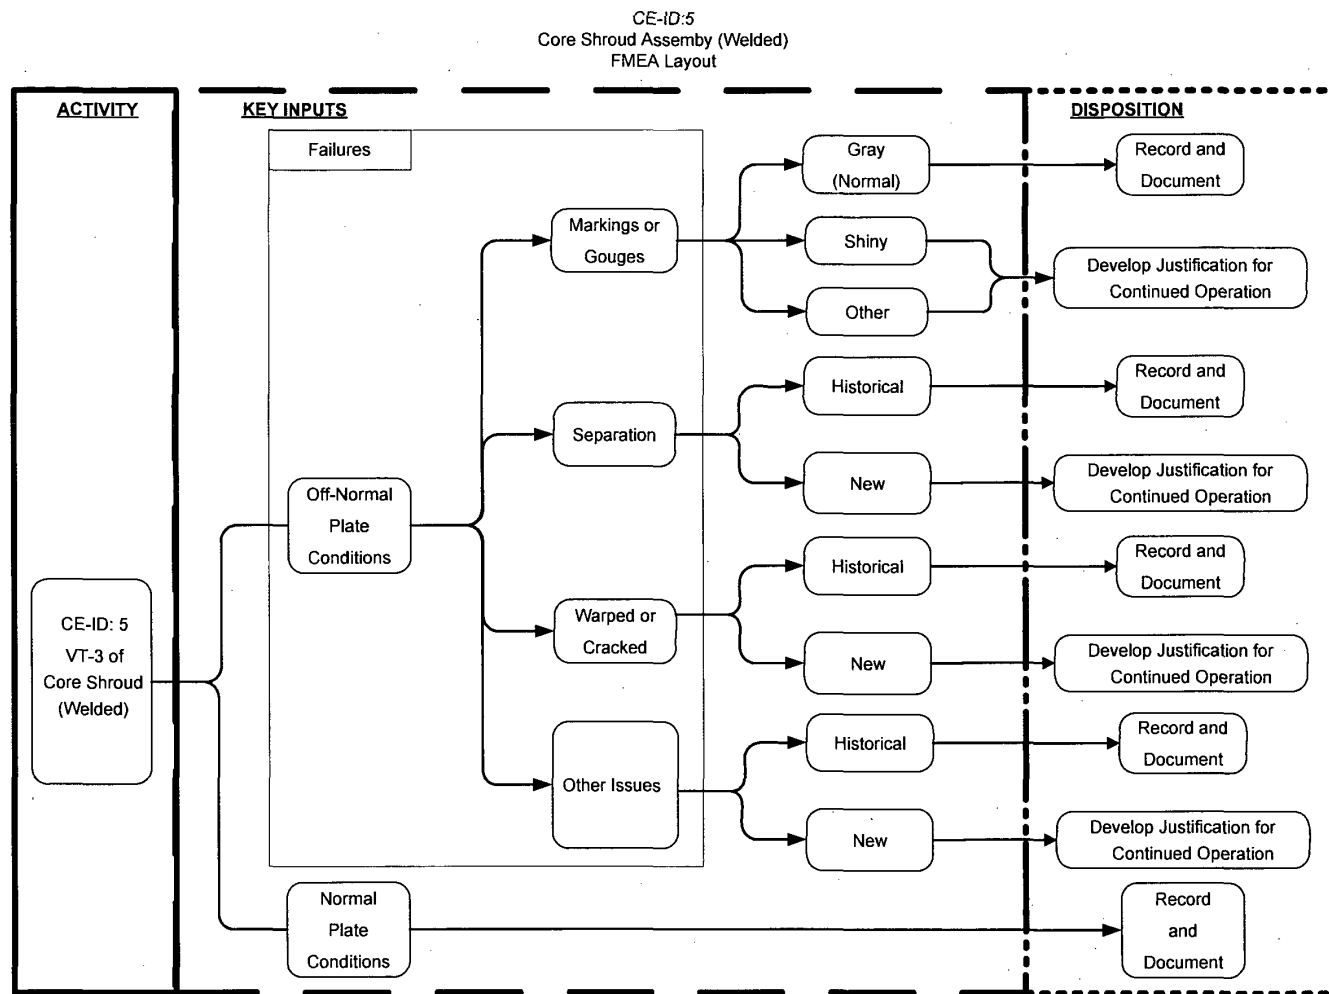 CE-ID:5
Core Shroud Assemby (Welded)
FMEA Layout
ACTIVITY
KEY INPUTS
DISPOSITION
Failures
Gray
(Normal)
Record and
Document
Markings or
Gouges
Shiny
Develop Justification for
Continued Operation
Other
Historical
Record and
Document
Separation
New
Develop Justification for
Continued Operation
Off-Normal
Plate
Conditions
Historical
Record and
Document
CE-ID: 5
VT-3 of
Core Shroud
(Welded)
Warped or
Cracked
New
Develop Justification for
Continued Operation
Historical
Record and
Document
Other Issues
New
Develop Justification for
Continued Operation
Normal
Plate
Conditions
Record
and
Document